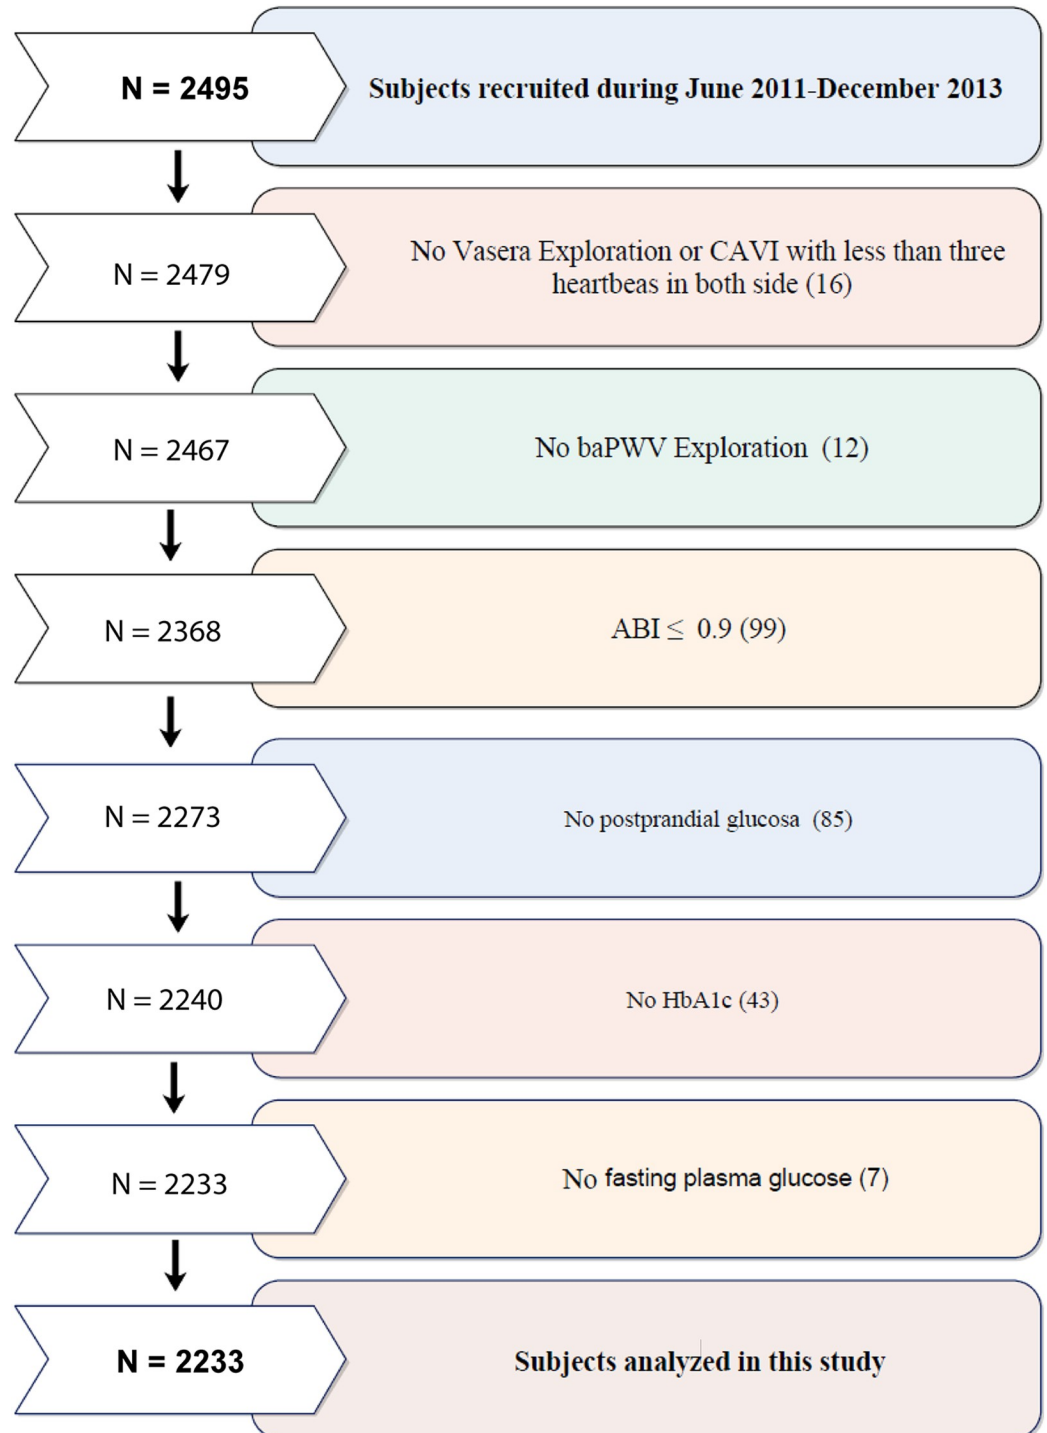 N = 2495
Subjects recruited during June 2011-December 2013
N = 2479
No Vasera Exploration or CAVI with less than three
heartbeas in both side (16)
N = 2467
No baPWV Exploration (12)
N = 2368
ABI ≤ 0.9 (99)
N = 2273
No postprandial glucosa (85)
N = 2240
No HbA1c (43)
N = 2233
No fasting plasma glucose (7)
N = 2233
Subjects analyzed in this study